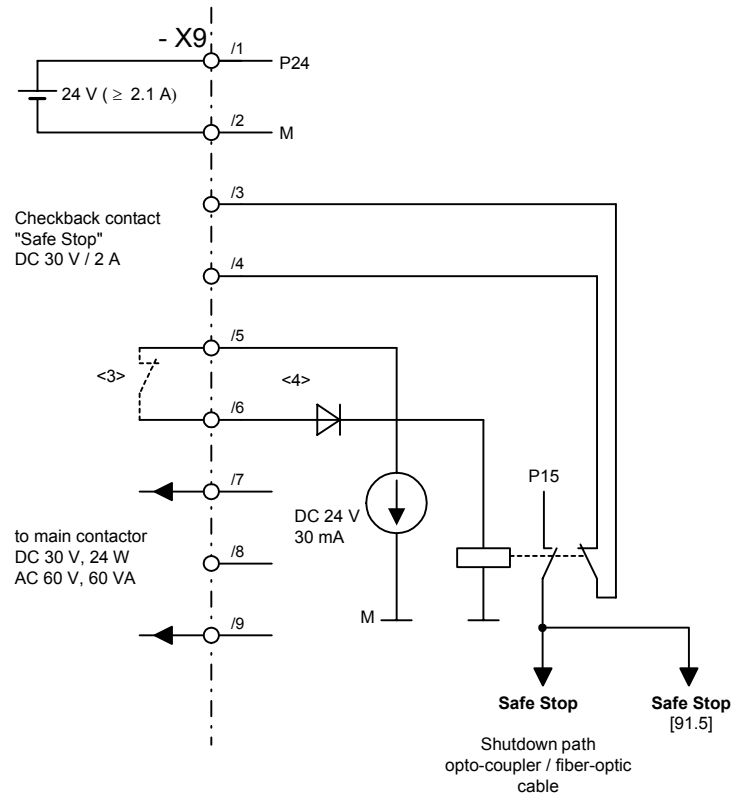 - X9
/1
P24
24 V ( ≥ 2.1 A)
/2
M
/3
Checkback contact
"Safe Stop"
DC 30 V / 2 A
/4
/5
<3>
<4>
/6
/7
P15
DC 24 V
30 mA
to main contactor
DC 30 V, 24 W
AC 60 V, 60 VA
/8
M
/9
Safe Stop
Safe Stop
[91.5]
Shutdown path
opto-coupler / fiber-optic
cable